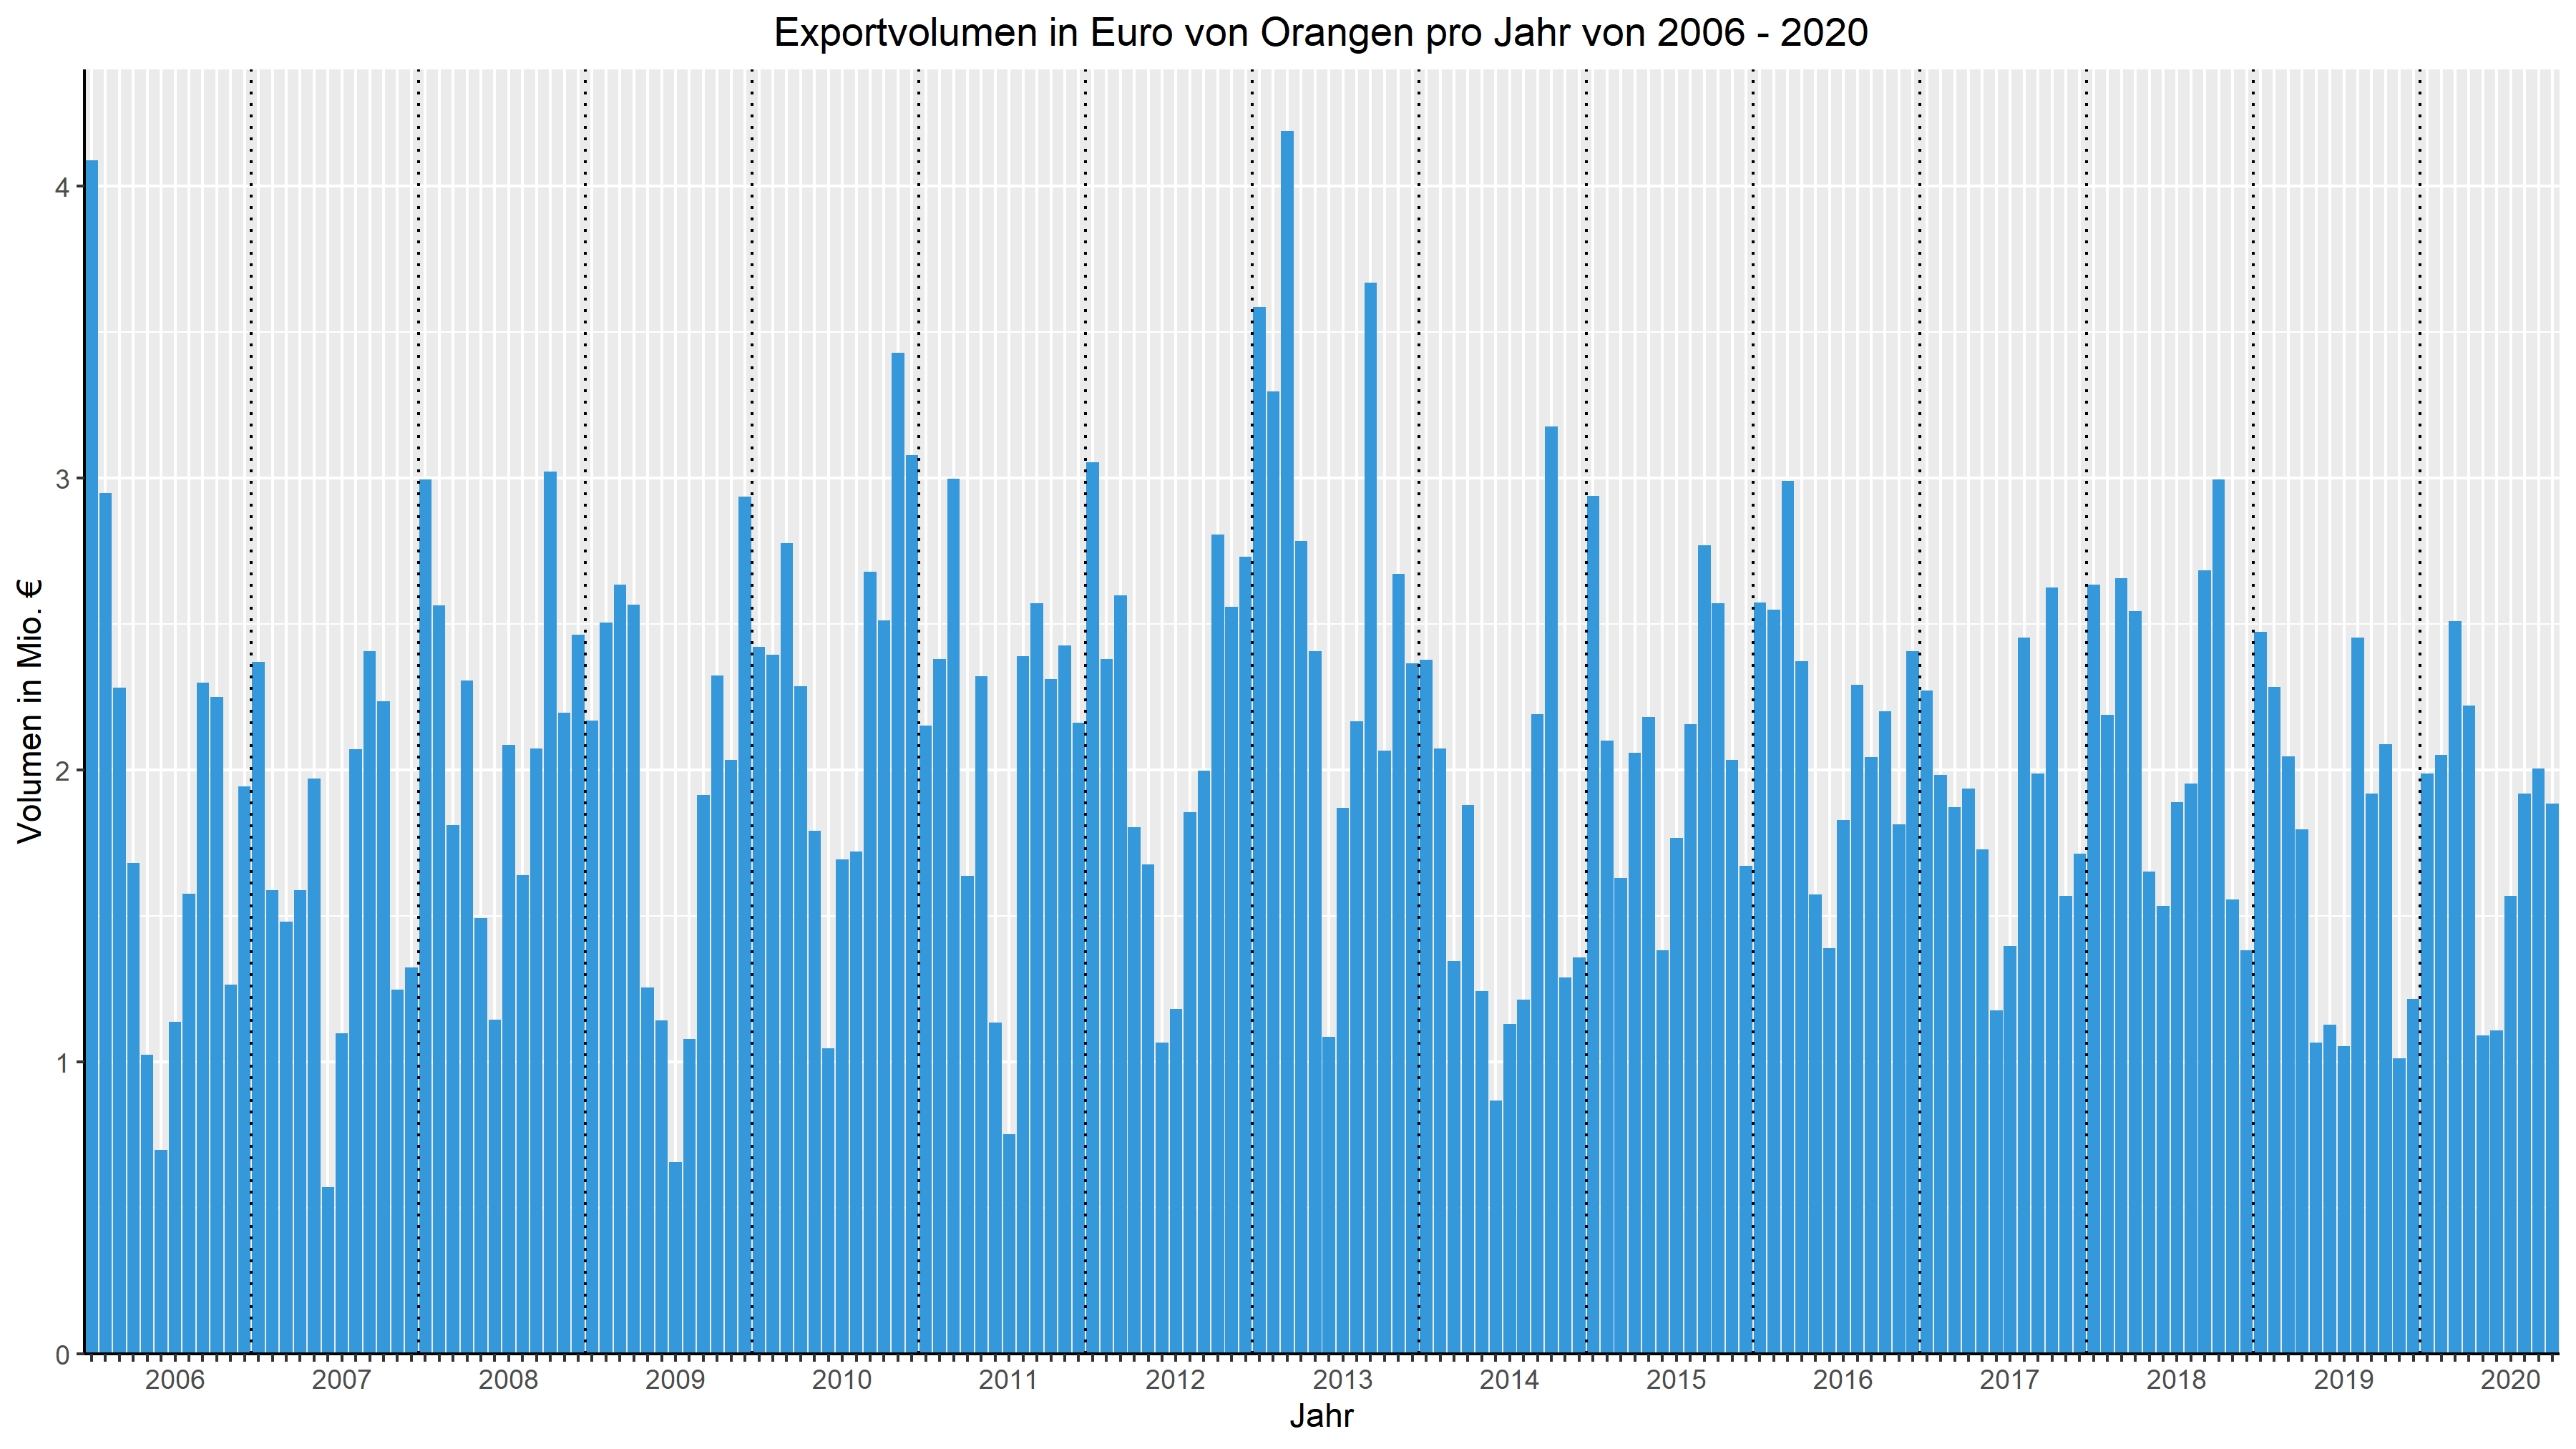 Exportvolumen in Euro von Orangen pro Jahr von 2006 - 2020
Volumen in Mio. €
4
3
2
1
0
2006 2007 2008 2009 2010 2011 2012 2013 2014 2015 2016 2017 2018 2019 2020
Jahr